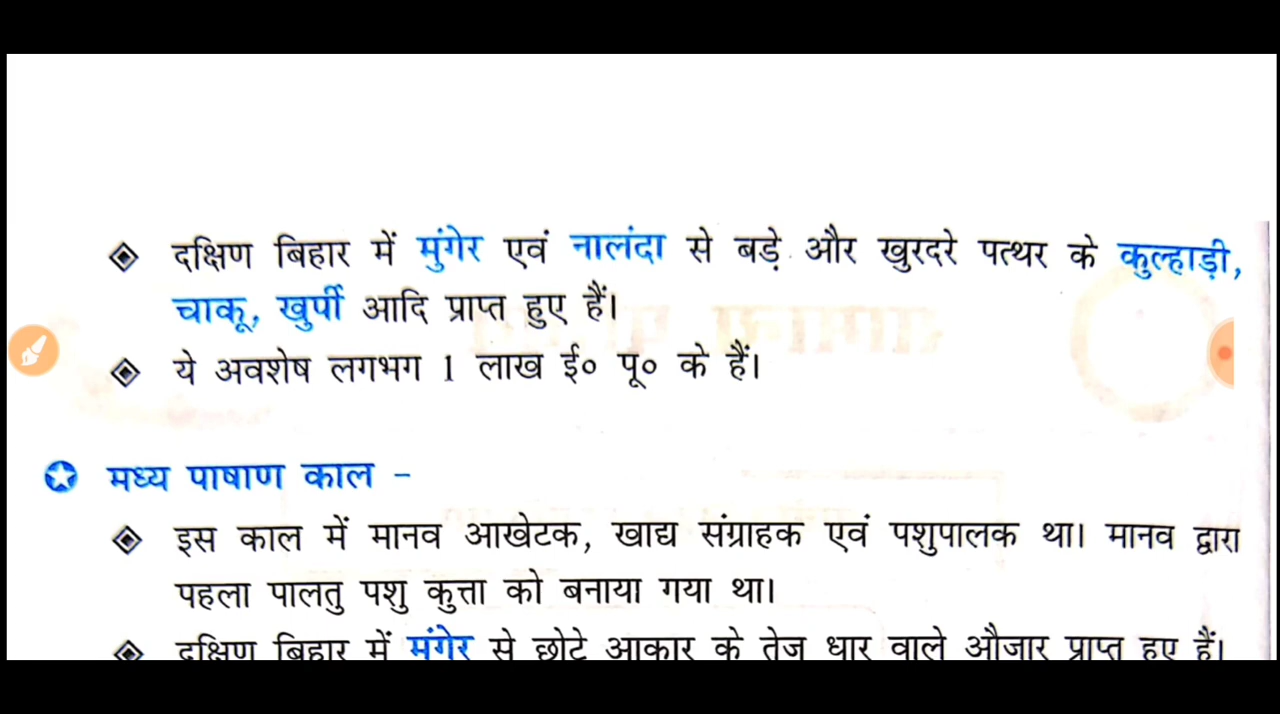 दक्षिण बिहार में मुंगेर एवं नालंदा से बड़े और खुरदरे पत्थर के कुल्हाड़ी,
चाकू, खुर्पी आदि प्राप्त हुए हैं।
ये अवशेष लगभग 1 लाख ई० पू० के हैं।
मध्य पाषाण काल –
इस काल में मानव आखेटक, खाद्य संग्राहक एवं पशुपालक था। मानव द्वारा
पहला पालतु पशु कुत्ता को बनाया गया था।
दक्षिण बिहार में मुंगेर से छोटे आकार के तेज धार वाले औजार प्राप्त हुए हैं।